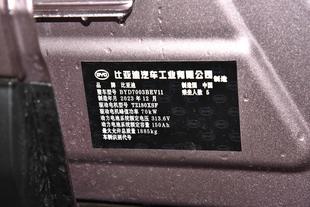 BYD 比亚迪汽车工业有限公司 制造
品 牌 比亚迪 制造国 中国
整车型号 BYD7003BEV11 乘坐人数 5
制造年月 2023年12月
驱动电机型号 TZ180XSF
驱动电机峰值功率 70kW
动力电池系统额定电压 313.6V
动力电池系统额定容量 150Ah
最大允许总质量 1885kg
车辆识别代号